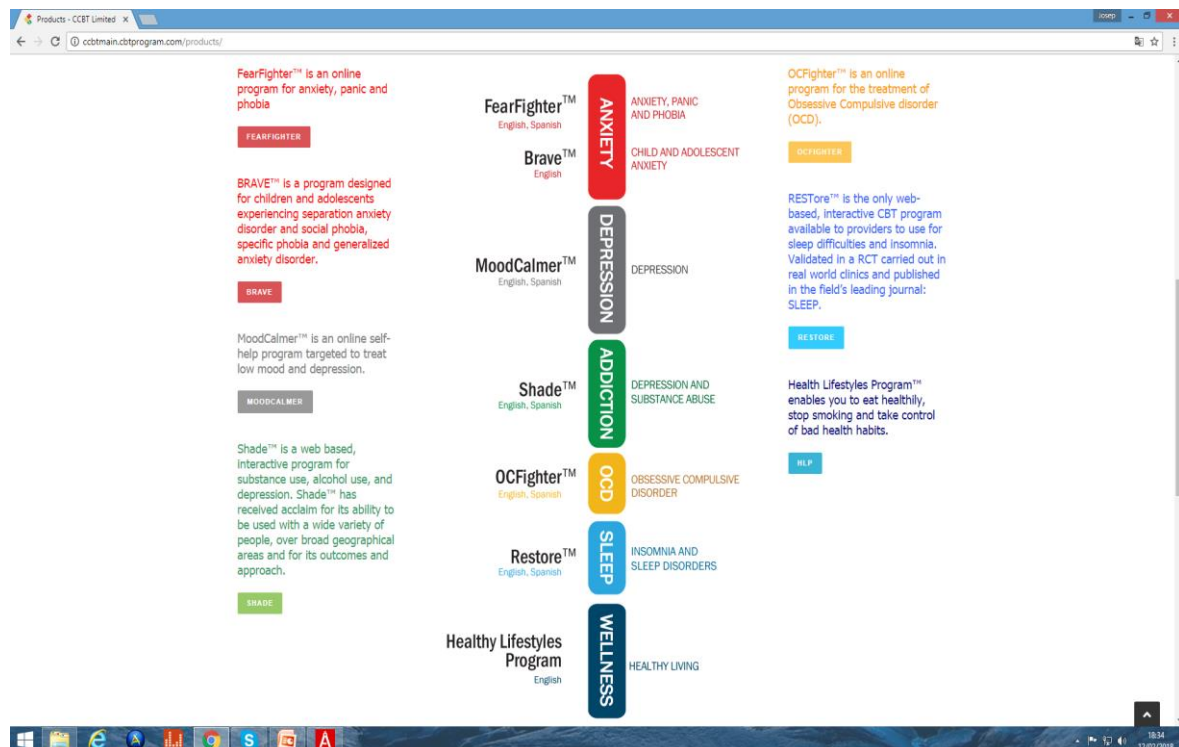 Products - CCBT Limited
Josep
ccbtmain.cbtprogram.com/products/
FearFighter™ is an online
program for anxiety, panic and
phobia
FEARFIGHTER
BRAVE™ is a program designed
for children and adolescents
experiencing separation anxiety
disorder and social phobia,
specific phobia and generalized
anxiety disorder.
BRAVE
MoodCalmer™ is an online self-
help program targeted to treat
low mood and depression.
MOODCALMER
Shade™ is a web based,
interactive program for
substance use, alcohol use, and
depression. Shade™ has
received acclaim for its ability to
be used with a wide variety of
people, over broad geographical
areas and for its outcomes and
approach.
SHADE
FearFighter™
English, Spanish
Brave™
English
ANXIETY
ANXIETY, PANIC
AND PHOBIA
CHILD AND ADOLESCENT
ANXIETY
MoodCalmer™
English, Spanish
DEPRESSION
DEPRESSION
Shade™
English, Spanish
ADDICTION
DEPRESSION AND
SUBSTANCE ABUSE
OCFighter™
English, Spanish
OCD
OBSESSIVE COMPULSIVE
DISORDER
Restore™
English, Spanish
SLEEP
INSOMNIA AND
SLEEP DISORDERS
Healthy Lifestyles
Program
English
WELLNESS
HEALTHY LIVING
OCFighter™ is an online
program for the treatment of
Obsessive Compulsive disorder
(OCD).
OCFIGHTER
RESTore™ is the only web-
based, interactive CBT program
available to providers to use for
sleep difficulties and insomnia.
Validated in a RCT carried out in
real world clinics and published
in the field's leading journal:
SLEEP.
RESTORE
Health Lifestyles Program™
enables you to eat healthily,
stop smoking and take control
of bad health habits.
HLP
18:34